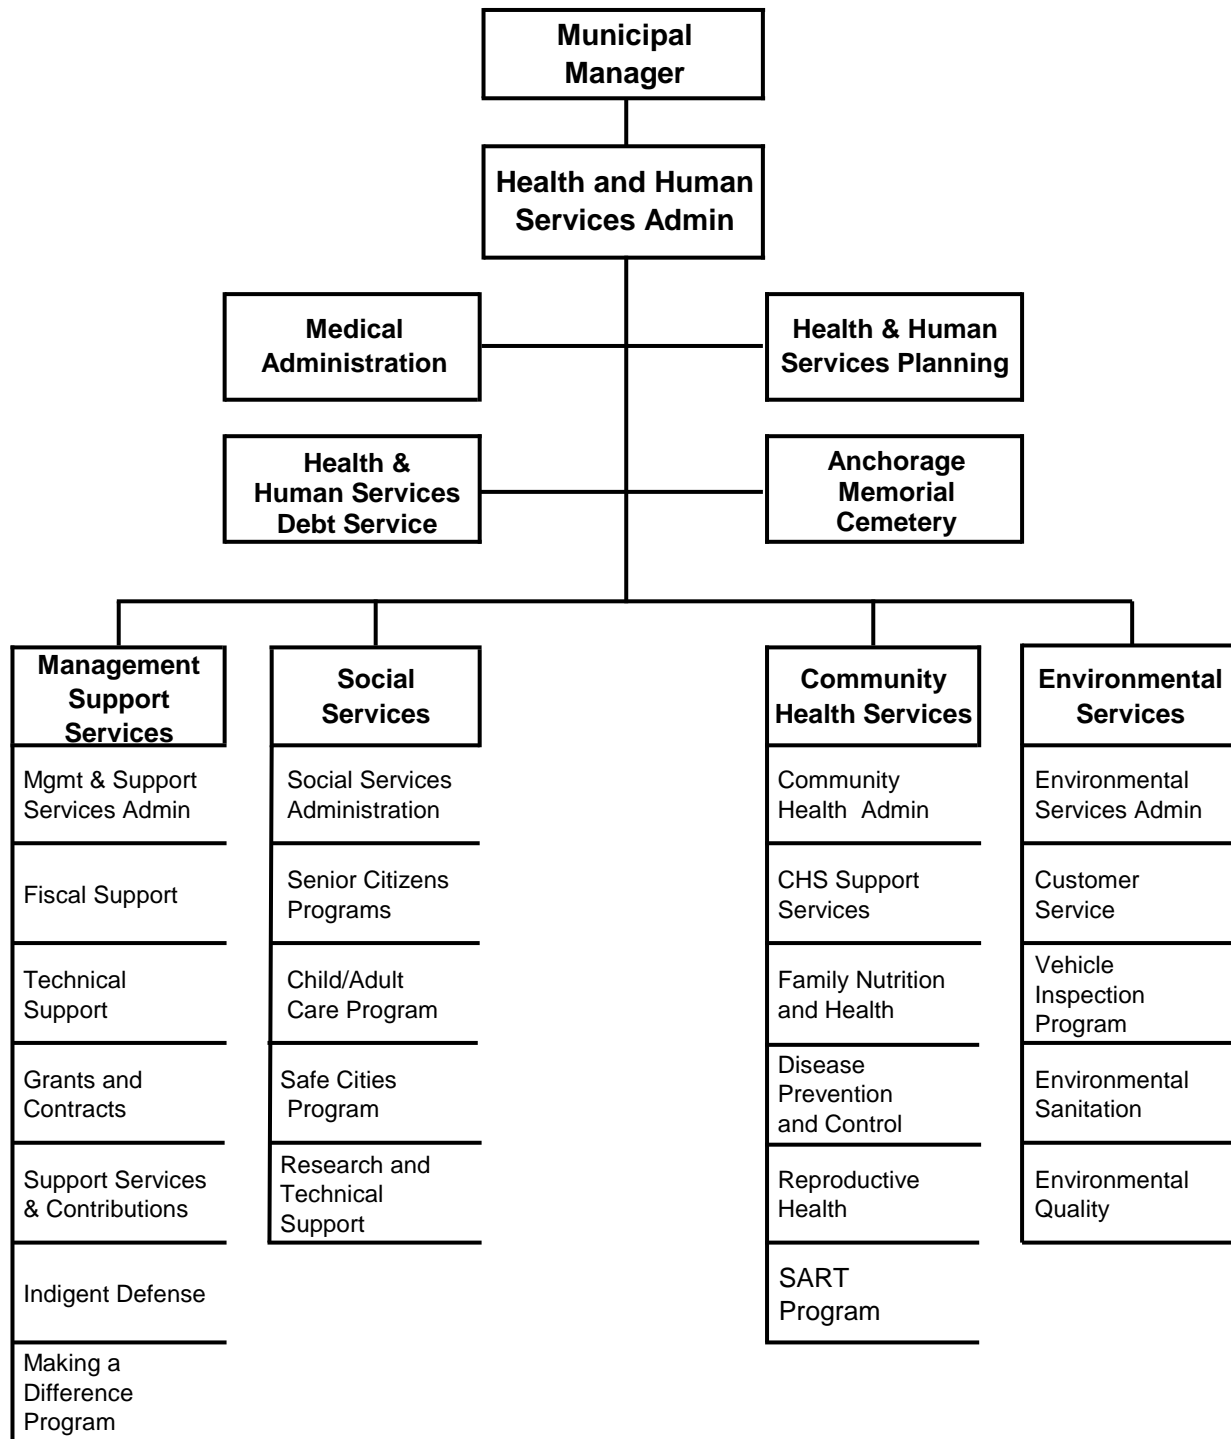 Municipal
Manager
Health and Human
Services Admin
Medical
Administration
Health & Human
Services Planning
Health &
Human Services
Debt Service
Anchorage
Memorial
Cemetery
Management
Support
Services
Mgmt & Support
Services Admin
Fiscal Support
Technical
Support
Grants and
Contracts
Support Services
& Contributions
Indigent Defense
Making a
Difference
Program
Social
Services
Social Services
Administration
Senior Citizens
Programs
Child/Adult
Care Program
Safe Cities
Program
Research and
Technical
Support
Community
Health Services
Community
Health Admin
CHS Support
Services
Family Nutrition
and Health
Disease
Prevention
and Control
Reproductive
Health
SART
Program
Environmental
Services
Environmental
Services Admin
Customer
Service
Vehicle
Inspection
Program
Environmental
Sanitation
Environmental
Quality